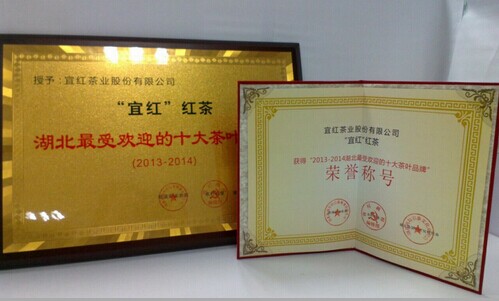 授予：宜红茶业股份有限公司
“宜红”红茶
湖北最受欢迎的十大茶叶
(2013-2014)
宜红茶业股份有限公司
“宜红”红茶
获得“2013-2014湖北最受欢迎的十大茶叶品牌”
荣誉称号